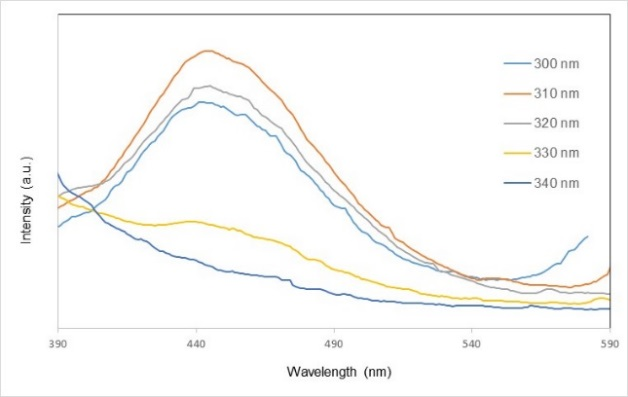 300 nm
310 nm
320 nm
330 nm
340 nm
Intensity (a.u.)
390 440 490 540 590
Wavelength (nm)